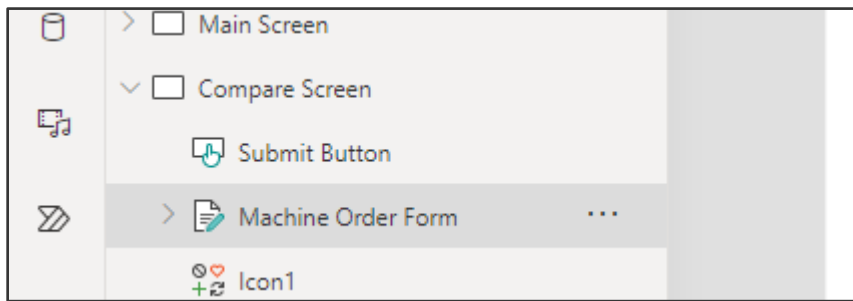 Main Screen
Compare Screen
Submit Button
Machine Order Form
Icon1